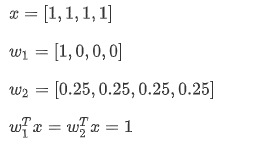 x = [1, 1, 1, 1]
w₁ = [1, 0, 0, 0]
w₂ = [0.25, 0.25, 0.25, 0.25]
w₁ᵀx = w₂ᵀx = 1